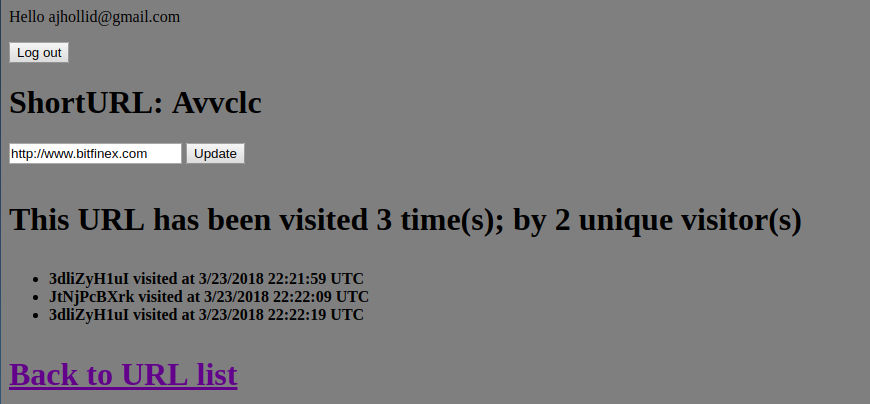 Hello ajhollid@gmail.com
Log out
ShortURL: Avvclc
http://www.bitfinex.com Update
This URL has been visited 3 time(s); by 2 unique visitor(s)
3dliZyH1uI visited at 3/23/2018 22:21:59 UTC
JtNjPcBXrk visited at 3/23/2018 22:22:09 UTC
3dliZyH1uI visited at 3/23/2018 22:22:19 UTC
Back to URL list